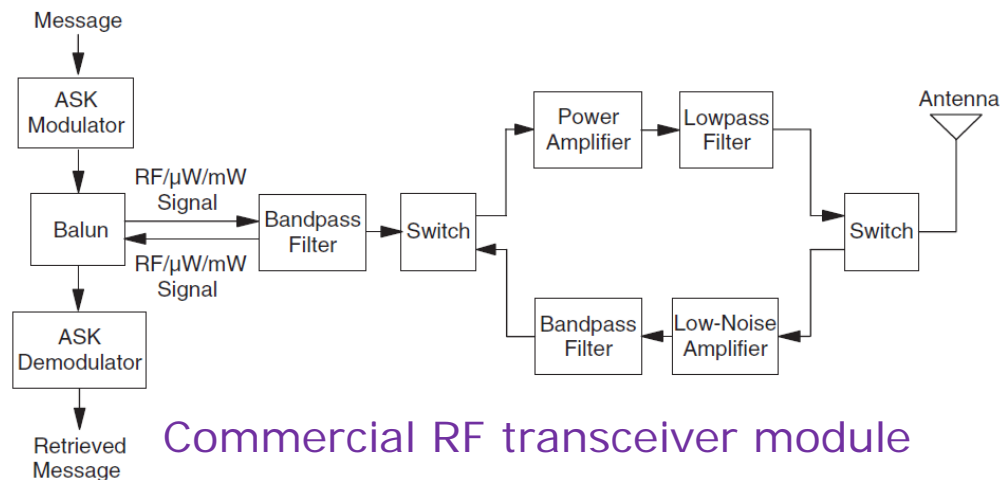 Message
ASK
Modulator
RF/µW/mW
Signal
Balun
RF/µW/mW
Signal
ASK
Demodulator
Retrieved
Message
Bandpass
Filter
Switch
Power
Amplifier
Lowpass
Filter
Bandpass
Filter
Low-Noise
Amplifier
Switch
Antenna
Commercial RF transceiver module